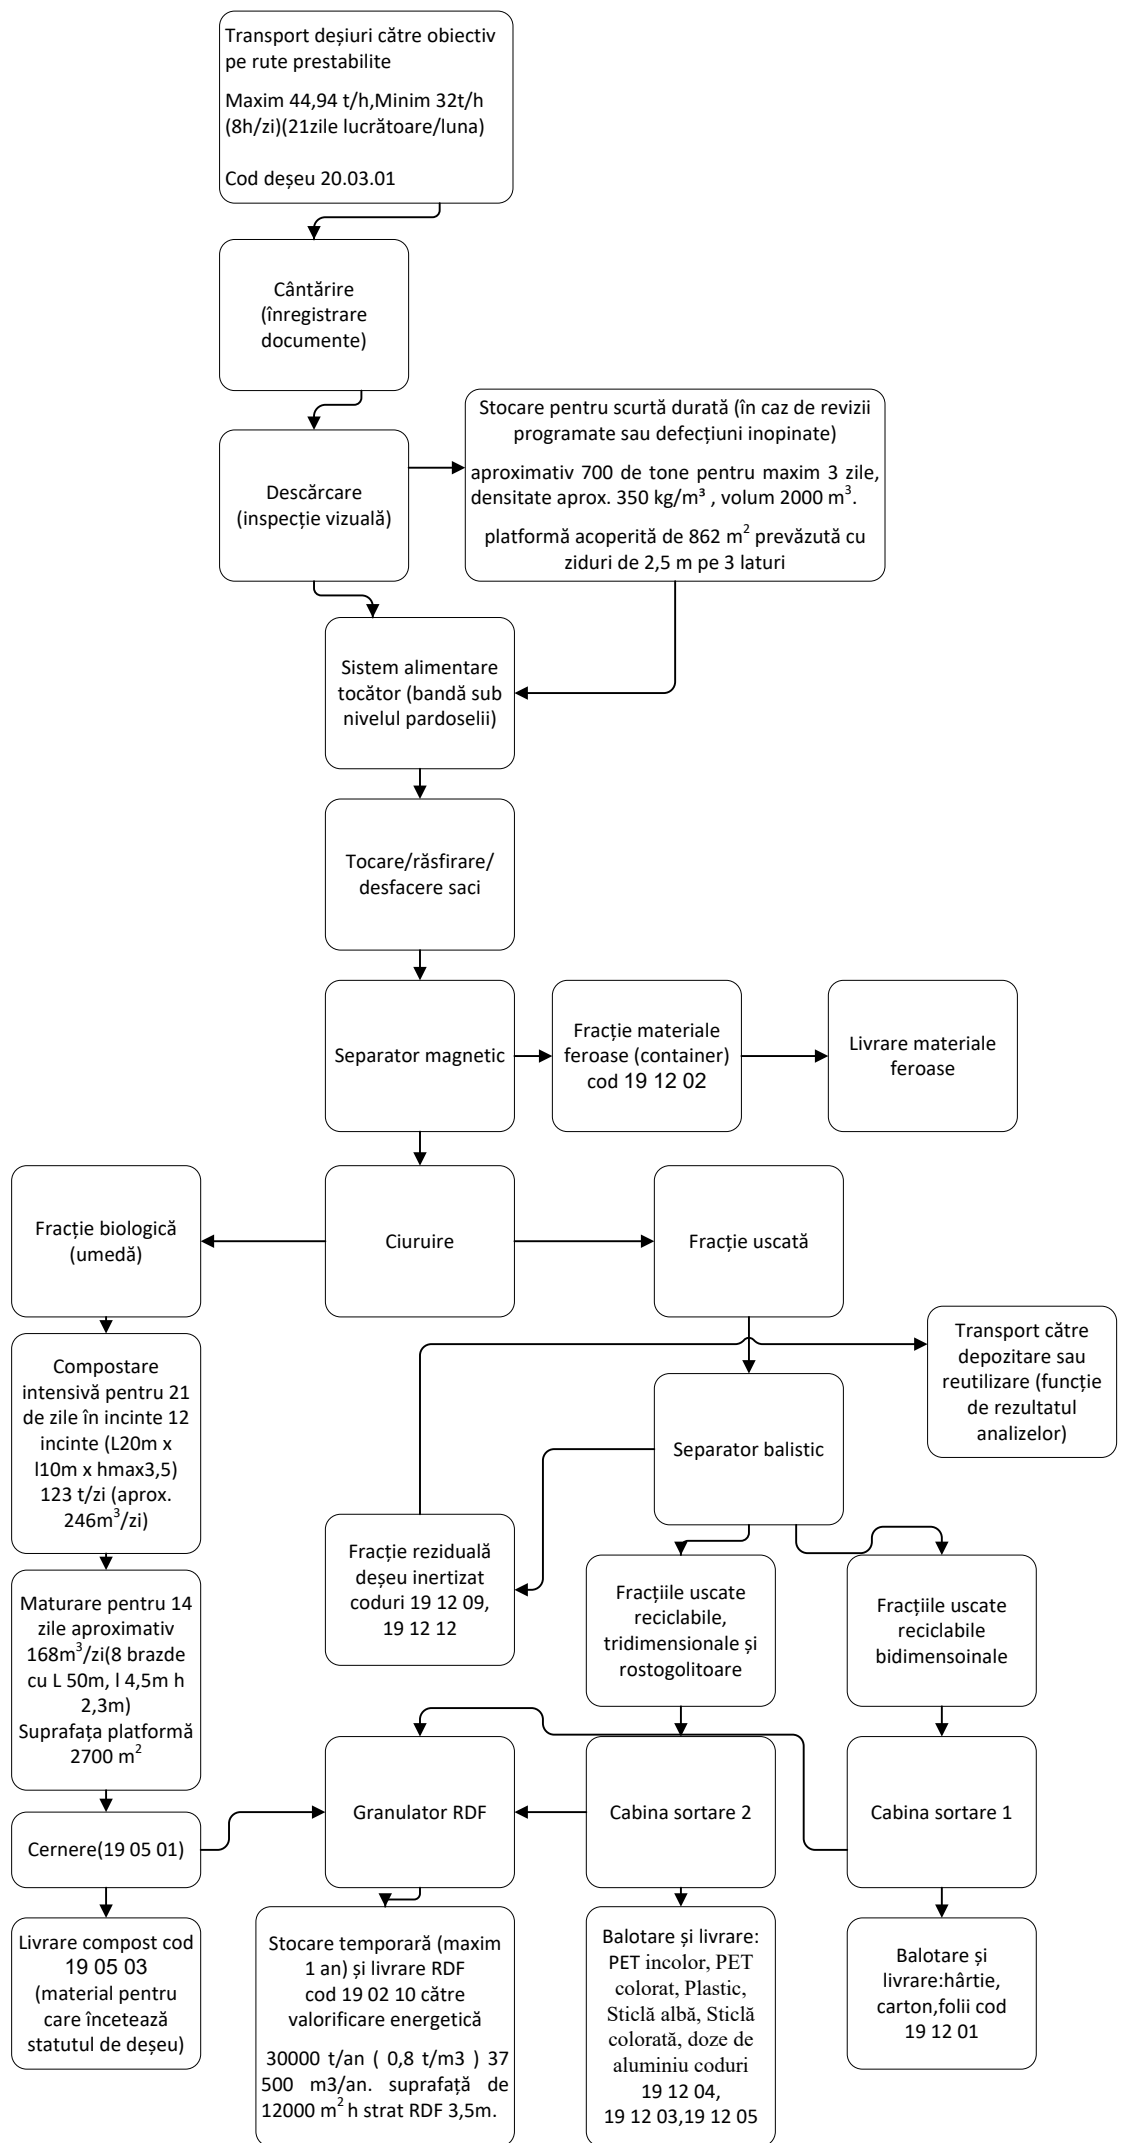 Transport deșiuri către obiectiv
pe rute prestabilite
Maxim 44,94 t/h,Minim 32t/h
(8h/zi)(21zile lucrătoare/luna)
Cod deșeu 20.03.01
Cântărire
(înregistrare
documente)
Descărcare
(inspecție vizuală)
Stocare pentru scurtă durată (în caz de revizii
programate sau defecțiuni inopinate)
aproximativ 700 de tone pentru maxim 3 zile,
densitate aprox. 350 kg/m³ , volum 2000 m³.
platformă acoperită de 862 m² prevăzută cu
ziduri de 2,5 m pe 3 laturi
Sistem alimentare
tocător (bandă sub
nivelul pardoselii)
Tocare/răsfirare/
desfacere saci
Separator magnetic
Fracție materiale
feroase (container)
cod 19 12 02
Livrare materiale
feroase
Fracție biologică
(umedă)
Ciuruire
Fracție uscată
Transport către
depozitare sau
reutilizare (funcție
de rezultatul
analizelor)
Compostare
intensivă pentru 21
de zile în incinte 12
incinte (L20m x
l10m x hmax3,5)
123 t/zi (aprox.
246m³/zi)
Separator balistic
Fracție reziduală
deșeu inertizat
coduri 19 12 09,
19 12 12
Fracțiile uscate
reciclabile,
tridimensionale și
rostogolitoare
Fracțiile uscate
reciclabile
bidimensoinale
Maturare pentru 14
zile aproximativ
168m³/zi(8 brazde
cu L 50m, l 4,5m h
2,3m)
Suprafața platformă
2700 m²
Granulator RDF
Cabina sortare 2
Cabina sortare 1
Cernere(19 05 01)
Livrare compost cod
19 05 03
(material pentru
care încetează
statutul de deșeu)
Stocare temporară (maxim
1 an) și livrare RDF
cod 19 02 10 către
valorificare energetică
30000 t/an ( 0,8 t/m3 ) 37
500 m3/an. suprafață de
12000 m² h strat RDF 3,5m.
Balotare și livrare:
PET incolor, PET
colorat, Plastic,
Sticlă albă, Sticlă
colorată, doze de
aluminiu coduri
19 12 04,
19 12 03,19 12 05
Balotare și
livrare:hârtie,
carton,folii cod
19 12 01